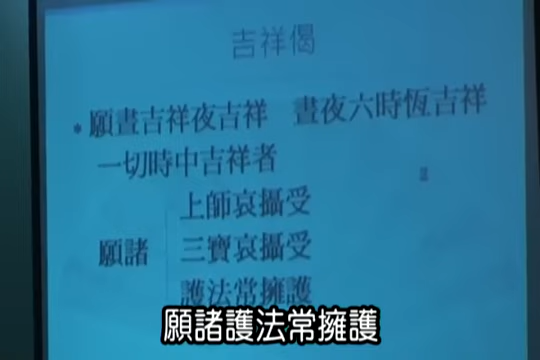 吉祥偈
* 願晝吉祥夜吉祥 晝夜六時恆吉祥
一切時中吉祥者
上師哀攝受
願諸 三寶哀攝受
護法常擁護
願諸護法常擁護